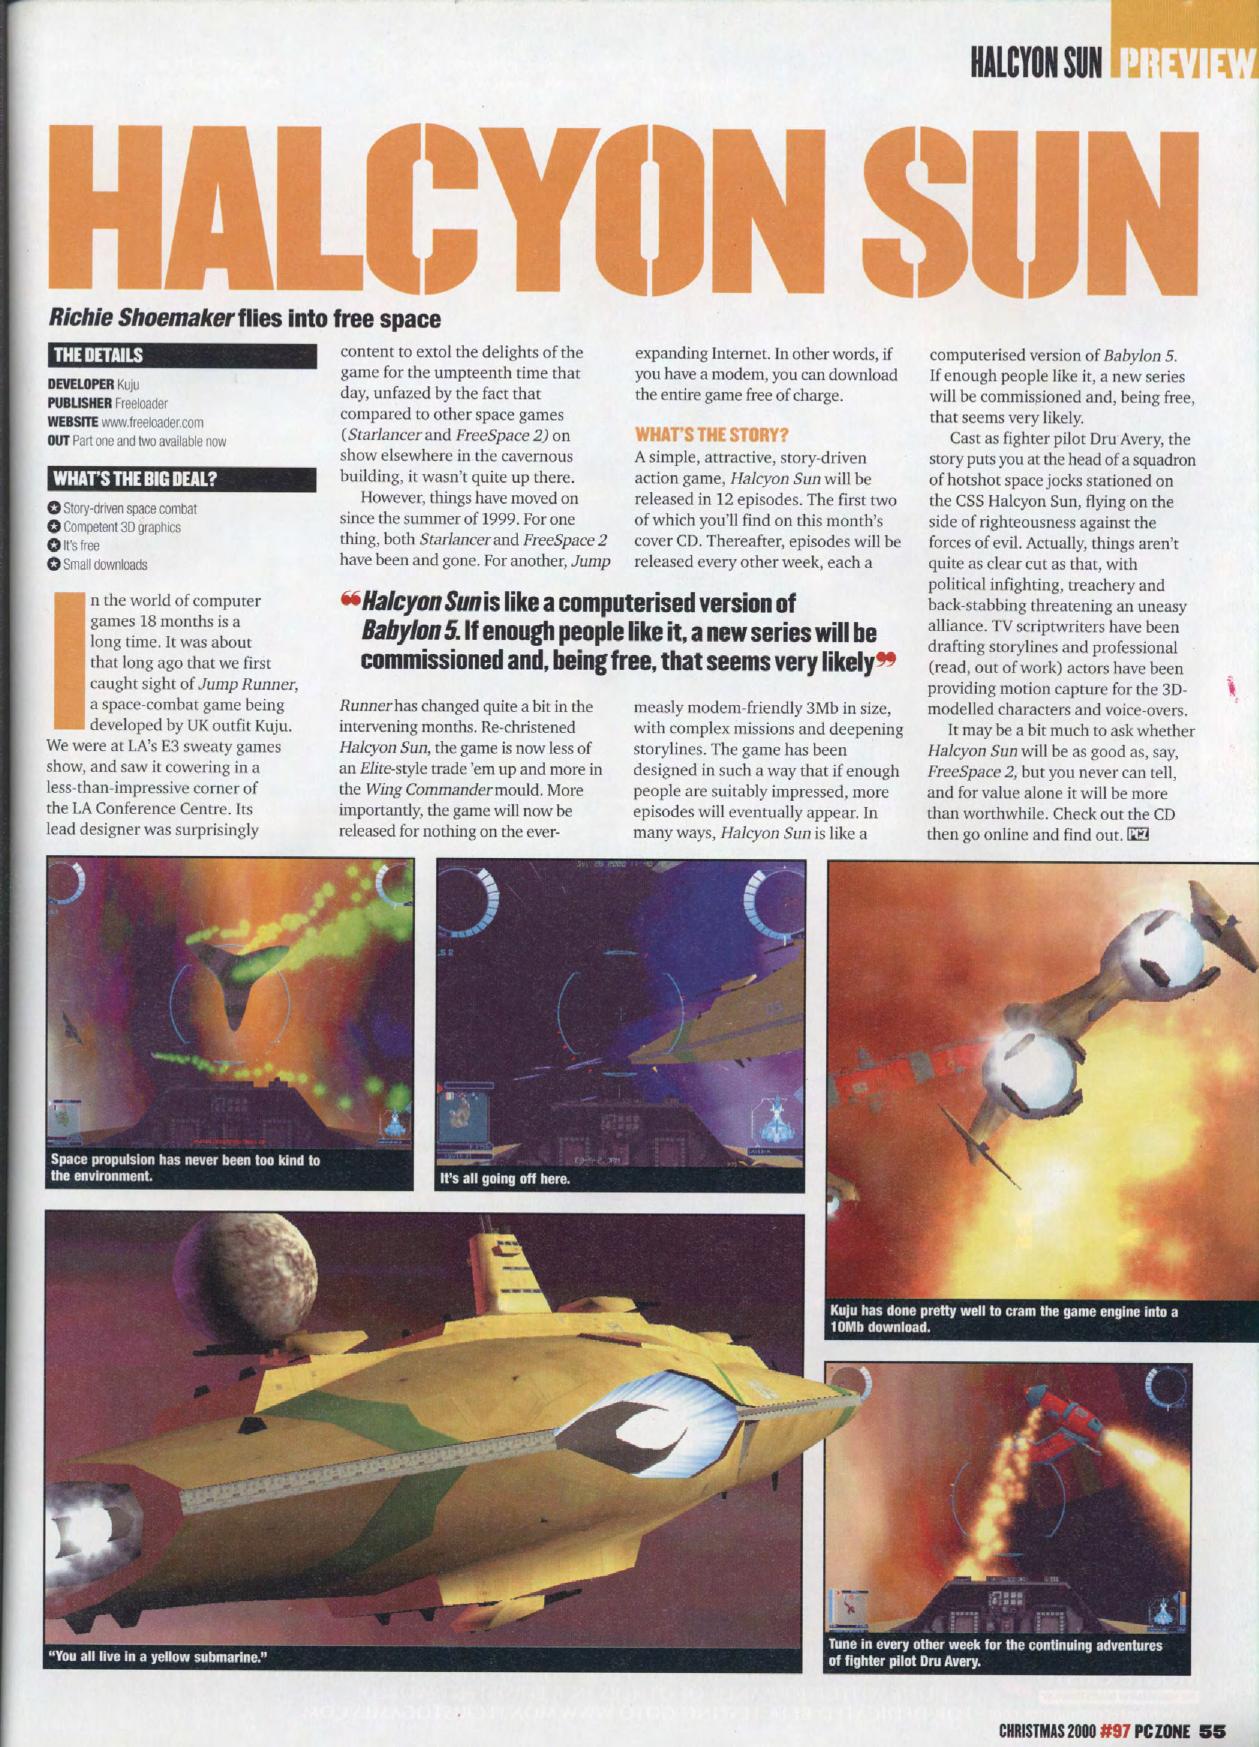 HALCYON SUN PREVIEW
HALCYON SUN
Richie Shoemaker flies into free space
THE DETAILS
DEVELOPER Kuju
PUBLISHER Freeloader
WEBSITE www.freeloader.com
OUT Part one and two available now
WHAT'S THE BIG DEAL?
Story-driven space combat
Competent 3D graphics
It's free
Small downloads
In the world of computer
games 18 months is a
long time. It was about
that long ago that we first
caught sight of Jump Runner,
a space-combat game being
developed by UK outfit Kuju.
We were at LA's E3 sweaty games
show, and saw it cowering in a
less-than-impressive corner of
the LA Conference Centre. Its
lead designer was surprisingly
content to extol the delights of the
game for the umpteenth time that
day, unfazed by the fact that
compared to other space games
(Starlancer and FreeSpace 2) on
show elsewhere in the cavernous
building, it wasn't quite up there.
However, things have moved on
since the summer of 1999. For one
thing, both Starlancer and FreeSpace 2
have been and gone. For another, Jump
Runner has changed quite a bit in the
intervening months. Re-christened
Halcyon Sun, the game is now less of
an Elite-style trade 'em up and more in
the Wing Commander mould. More
importantly, the game will now be
released for nothing on the ever-
expanding Internet. In other words, if
you have a modem, you can download
the entire game free of charge.
WHAT'S THE STORY?
A simple, attractive, story-driven
action game, Halcyon Sun will be
released in 12 episodes. The first two
of which you'll find on this month's
cover CD. Thereafter, episodes will be
released every other week, each a
measly modem-friendly 3Mb in size,
with complex missions and deepening
storylines. The game has been
designed in such a way that if enough
people are suitably impressed, more
episodes will eventually appear. In
many ways, Halcyon Sun is like a
computerised version of Babylon 5.
If enough people like it, a new series
will be commissioned and, being free,
that seems very likely.
Cast as fighter pilot Dru Avery, the
story puts you at the head of a squadron
of hotshot space jocks stationed on
the CSS Halcyon Sun, flying on the
side of righteousness against the
forces of evil. Actually, things aren't
quite as clear cut as that, with
political infighting, treachery and
back-stabbing threatening an uneasy
alliance. TV scriptwriters have been
drafting storylines and professional
(read, out of work) actors have been
providing motion capture for the 3D-
modelled characters and voice-overs.
It may be a bit much to ask whether
Halcyon Sun will be as good as, say,
FreeSpace 2, but you never can tell,
and for value alone it will be more
than worthwhile. Check out the CD
then go online and find out. PCZ
“Halcyon Sun is like a computerised version of
Babylon 5. If enough people like it, a new series will be
commissioned and, being free, that seems very likely”
Space propulsion has never been too kind to
the environment.
It's all going off here.
Kuju has done pretty well to cram the game engine into a
10Mb download.
"You all live in a yellow submarine."
Tune in every other week for the continuing adventures
of fighter pilot Dru Avery.
CHRISTMAS 2000 #97 PC ZONE 55